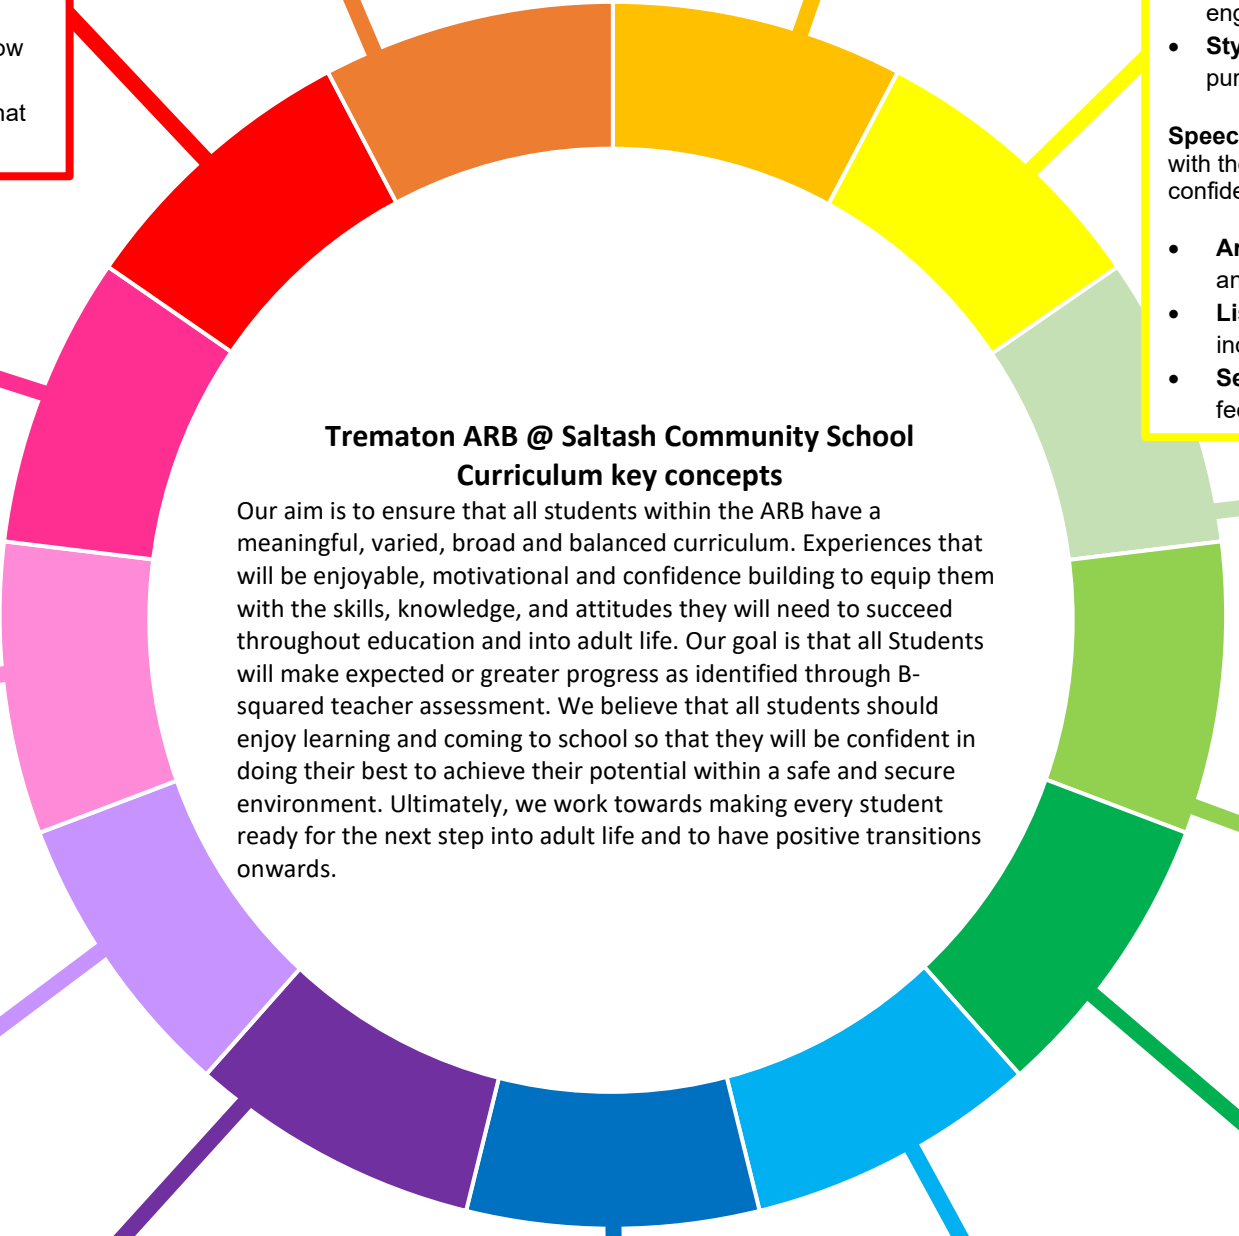 Trematon ARB @ Saltash Community School
Curriculum key concepts
Our aim is to ensure that all students within the ARB have a
meaningful, varied, broad and balanced curriculum. Experiences that
will be enjoyable, motivational and confidence building to equip them
with the skills, knowledge, and attitudes they will need to succeed
throughout education and into adult life. Our goal is that all Students
will make expected or greater progress as identified through B-
squared teacher assessment. We believe that all students should
enjoy learning and coming to school so that they will be confident in
doing their best to achieve their potential within a safe and secure
environment. Ultimately, we work towards making every student
ready for the next step into adult life and to have positive transitions
onwards.
with